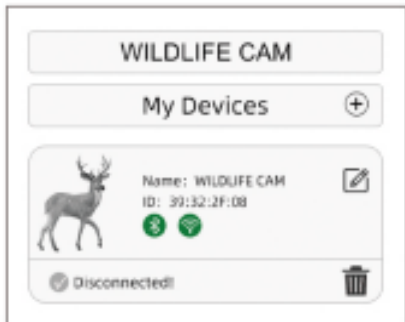 WILDLIFE CAM
My Devices
Name: WILDLIFE CAM
ID: 39:32:2F:08
Disconnected!